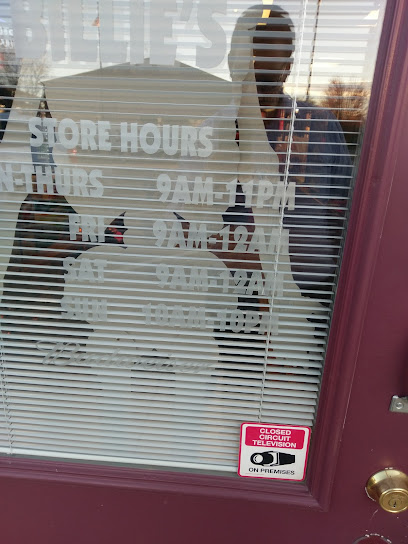 BILLIE'S
STORE HOURS
N-THURS 9AM-11PM
FRI 9AM-12AM
SAT 9AM-12AM
SUN 10AM-10PM
CLOSED
CIRCUIT
TELEVISION
ON PREMISES